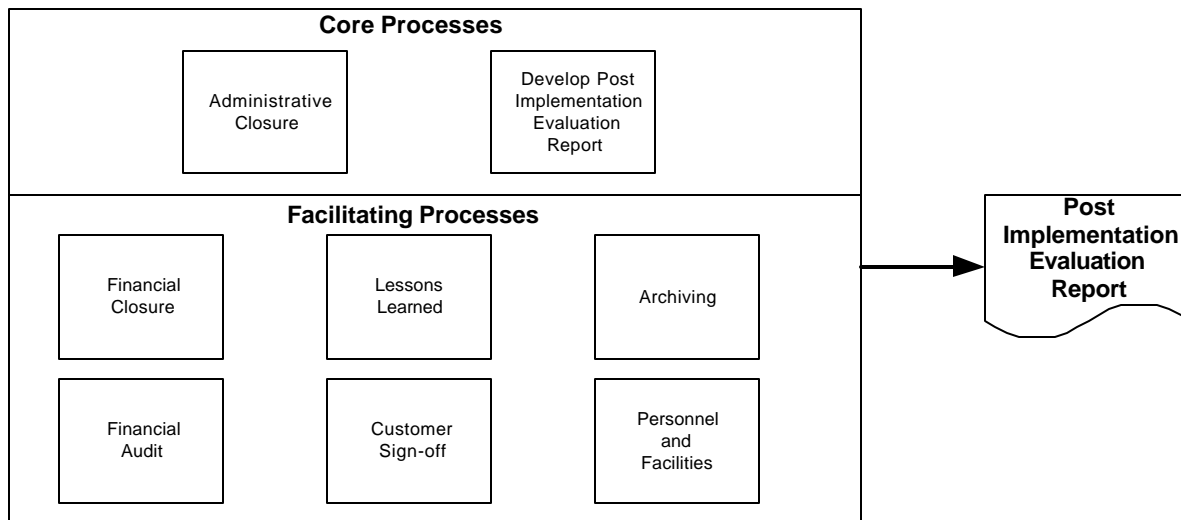 Core Processes
Administrative
Closure
Develop Post
Implementation
Evaluation
Report
Facilitating Processes
Financial
Closure
Lessons
Learned
Archiving
Financial
Audit
Customer
Sign-off
Personnel
and
Facilities
Post
Implementation
Evaluation
Report